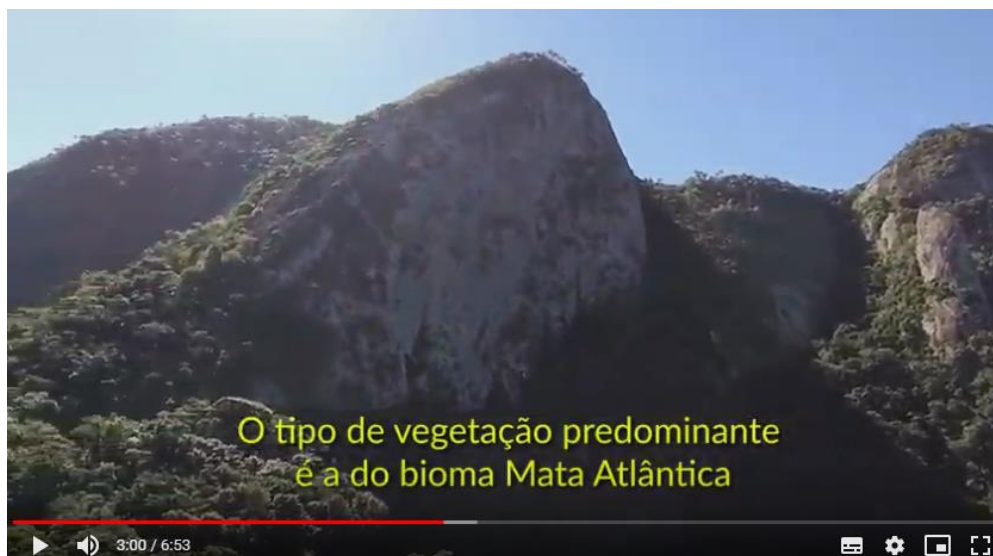 O tipo de vegetação predominante
é a do bioma Mata Atlântica
3:00 / 6:53